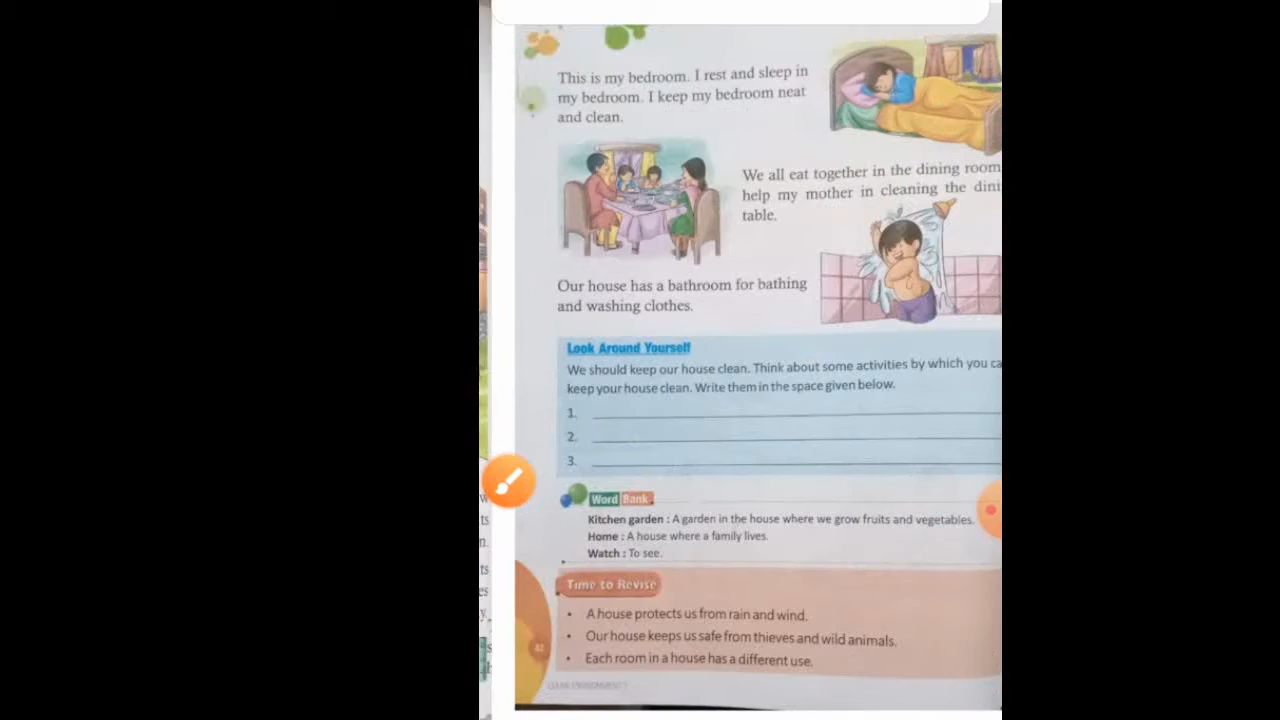 This is my bedroom. I rest and sleep in
my bedroom. I keep my bedroom neat
and clean.
We all eat together in the dining room
help my mother in cleaning the dini
table.
Our house has a bathroom for bathing
and washing clothes.
Look Around Yourself
We should keep our house clean. Think about some activities by which you ca
keep your house clean. Write them in the space given below.
1.
2.
3.
Word Bank
Kitchen garden : A garden in the house where we grow fruits and vegetables.
Home : A house where a family lives.
Watch : To see.
Time to Revise
• A house protects us from rain and wind.
• Our house keeps us safe from thieves and wild animals.
• Each room in a house has a different use.
42